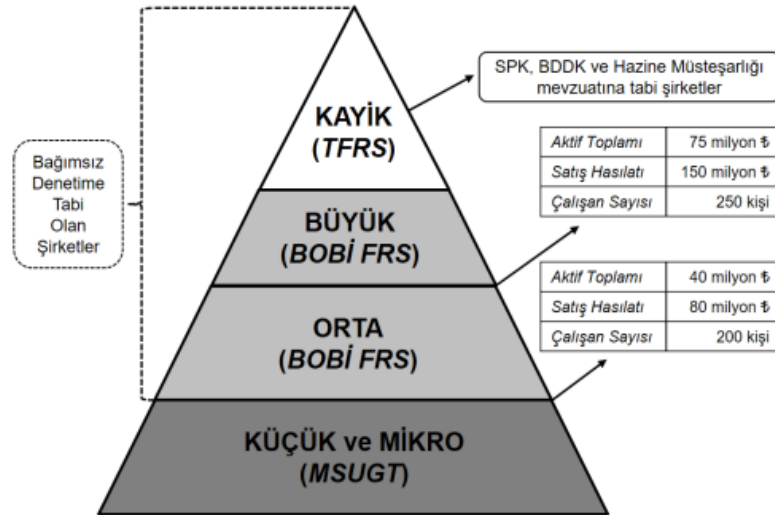 SPK, BDDK ve Hazine Müsteşarlığı
mevzuatına tabi şirketler
KAYİK
(TFRS)
Aktif Toplamı 75 milyon ₺
Satış Hasılatı 150 milyon ₺
Çalışan Sayısı 250 kişi
Bağımsız
Denetime
Tabi
Olan
Şirketler
BÜYÜK
(BOBİ FRS)
Aktif Toplamı 40 milyon ₺
Satış Hasılatı 80 milyon ₺
Çalışan Sayısı 200 kişi
ORTA
(BOBİ FRS)
KÜÇÜK ve MİKRO
(MSUGT)